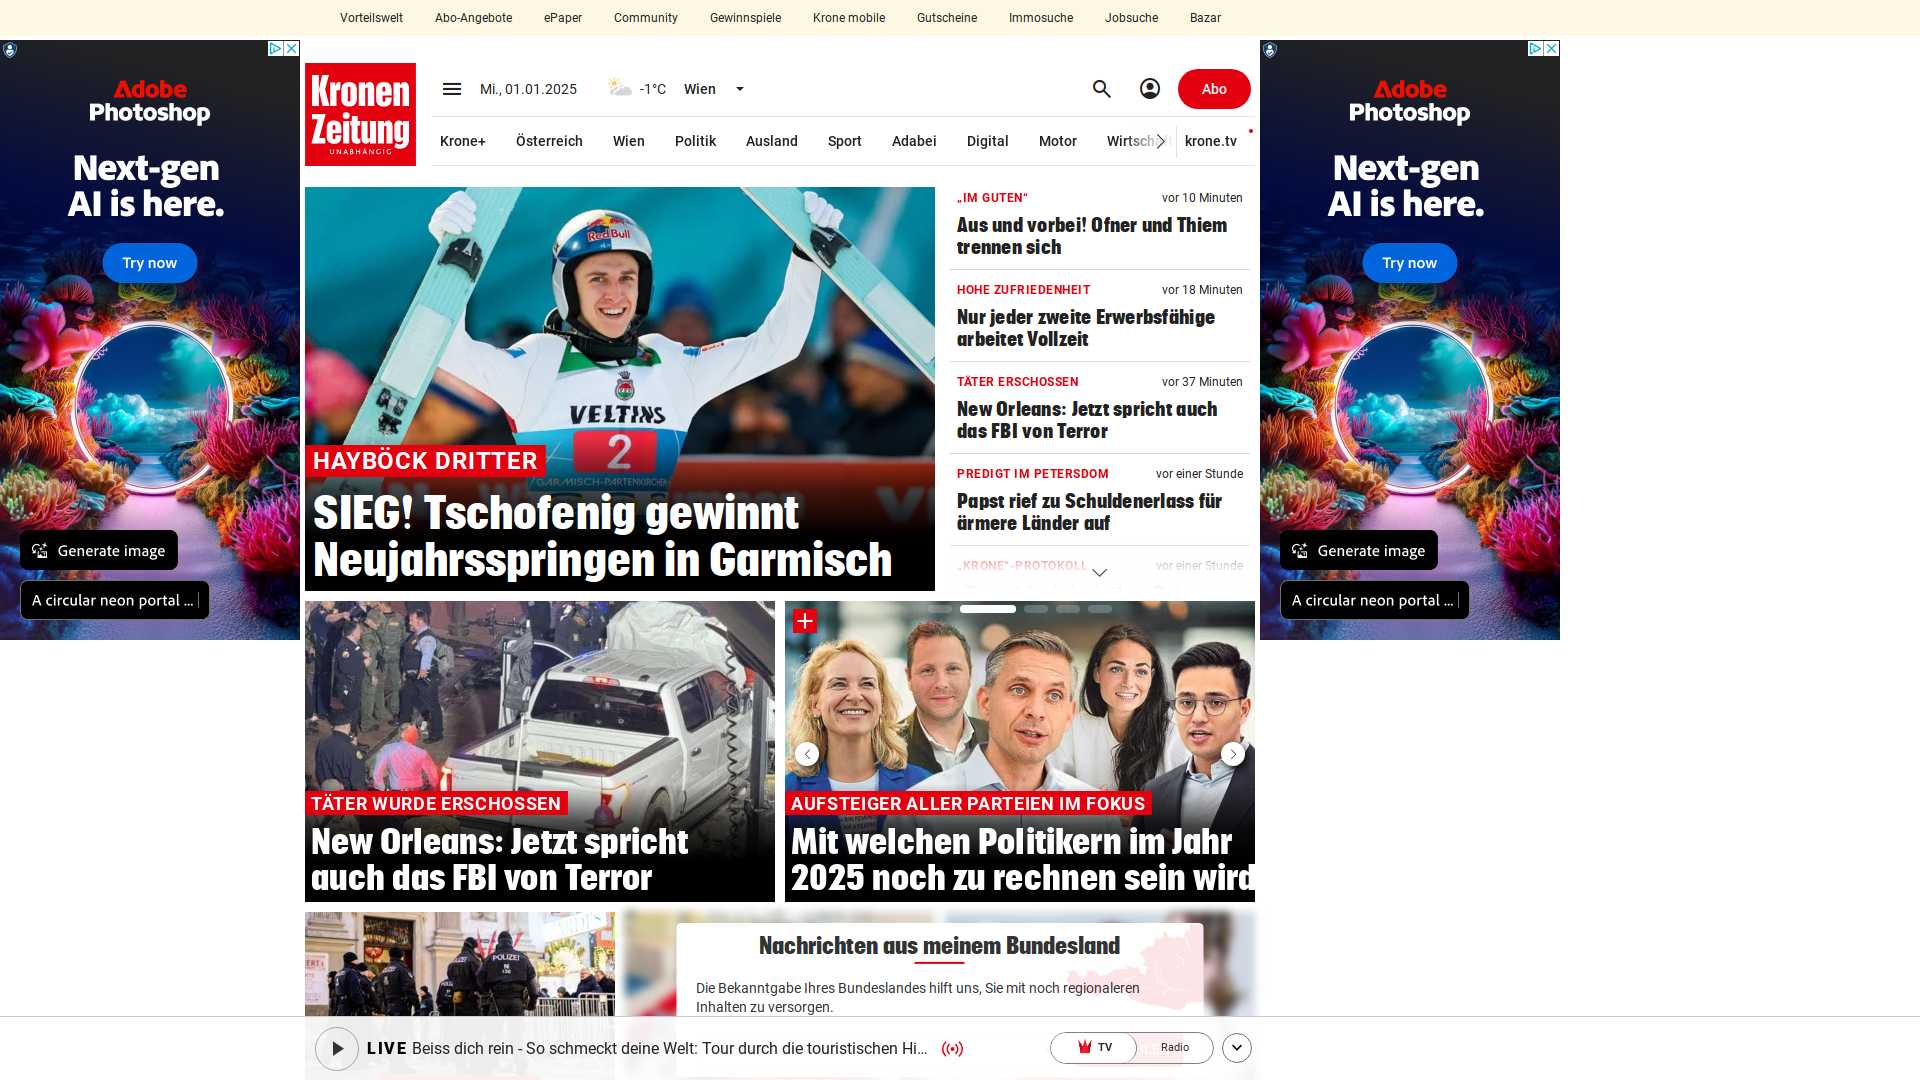 Vorteilswelt
Abo-Angebote
ePaper
Community
Gewinnspiele
Krone mobile
Gutscheine
Immosuche
Jobsuche
Bazar
Adobe
Photoshop
Next-gen
AI is here.
Try now
Generate image
A circular neon portal ...
Kronen
Zeitung
UNABHÄNGIG
Mi., 01.01.2025
-1°C
Wien
Abo
Krone+
Österreich
Wien
Politik
Ausland
Sport
Adabei
Digital
Motor
Wirtschaft
krone.tv
Red Bull
VELTINS
2
GARMISCH-PARTENKIRCHEN
HAYBÖCK DRITTER
SIEG! Tschofenig gewinnt
Neujahrsspringen in Garmisch
„IM GUTEN“
vor 10 Minuten
Aus und vorbei! Ofner und Thiem
trennen sich
HOHE ZUFRIEDENHEIT
vor 18 Minuten
Nur jeder zweite Erwerbsfähige
arbeitet Vollzeit
TÄTER ERSCHOSSEN
vor 37 Minuten
New Orleans: Jetzt spricht auch
das FBI von Terror
PREDIGT IM PETERSDOM
vor einer Stunde
Papst rief zu Schuldenerlass für
ärmere Länder auf
„KRONE“-PROTOKOLL
vor einer Stunde
Adobe
Photoshop
Next-gen
AI is here.
Try now
Generate image
A circular neon portal ...
TÄTER WURDE ERSCHOSSEN
New Orleans: Jetzt spricht
auch das FBI von Terror
AUFSTEIGER ALLER PARTEIEN IM FOKUS
Mit welchen Politikern im Jahr
2025 noch zu rechnen sein wird
POLIZEI
POLIZEI
Nachrichten aus meinem Bundesland
Die Bekanntgabe Ihres Bundeslandes hilft uns, Sie mit noch regionaleren
Inhalten zu versorgen.
LIVE Beiss dich rein - So schmeckt deine Welt: Tour durch die touristischen Hi...
TV
Radio